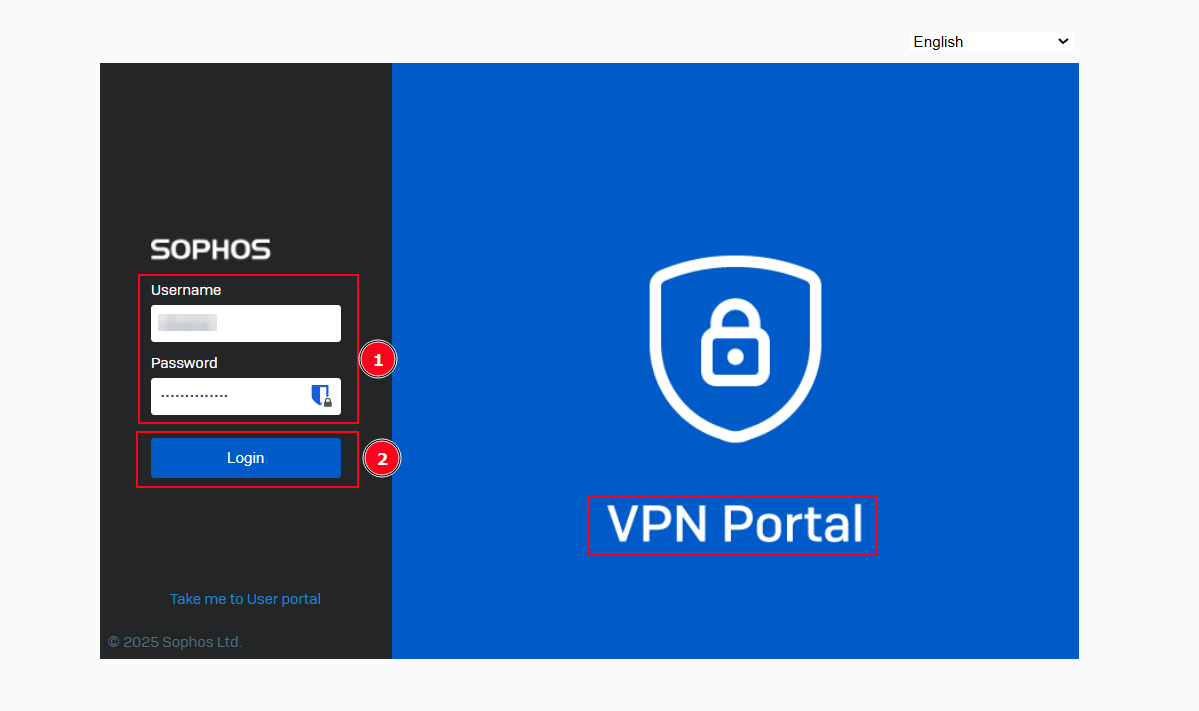 English
SOPHOS
Username
Password
1
Login
2
VPN Portal
Take me to User portal
© 2025 Sophos Ltd.